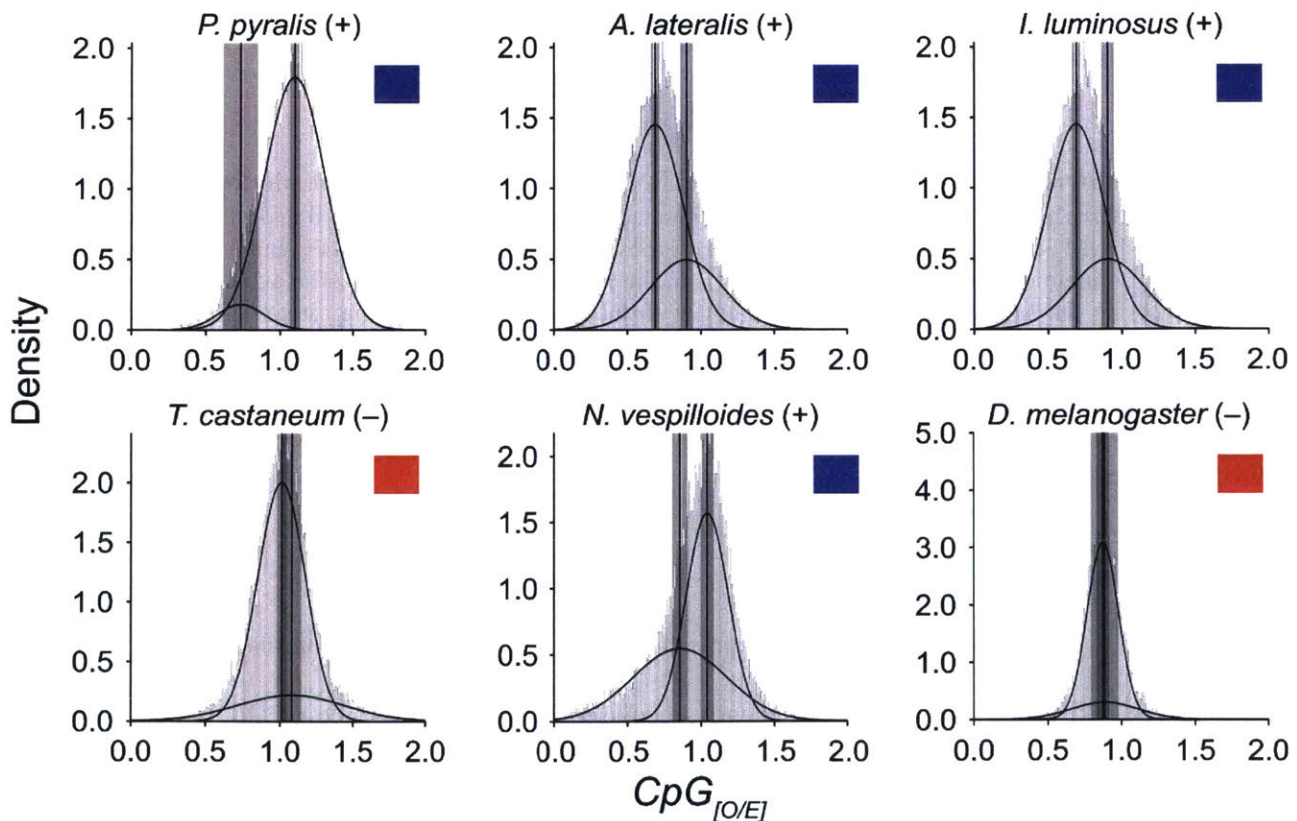 P. pyralis (+) A. lateralis (+) I. luminosus (+)
2.0 2.0 2.0
1.5 1.5 1.5
1.0 1.0 1.0
0.5 0.5 0.5
0.0 0.0 0.0
0.0 0.5 1.0 1.5 2.0 0.0 0.5 1.0 1.5 2.0 0.0 0.5 1.0 1.5 2.0
Density
T. castaneum (–) N. vespilloides (+) D. melanogaster (–)
2.0 2.0 5.0
1.5 1.5 4.0
1.0 1.0 3.0
0.5 0.5 2.0
0.0 0.0 1.0
0.0
0.0 0.5 1.0 1.5 2.0 0.0 0.5 1.0 1.5 2.0 0.0 0.5 1.0 1.5 2.0
CpG[O/E]